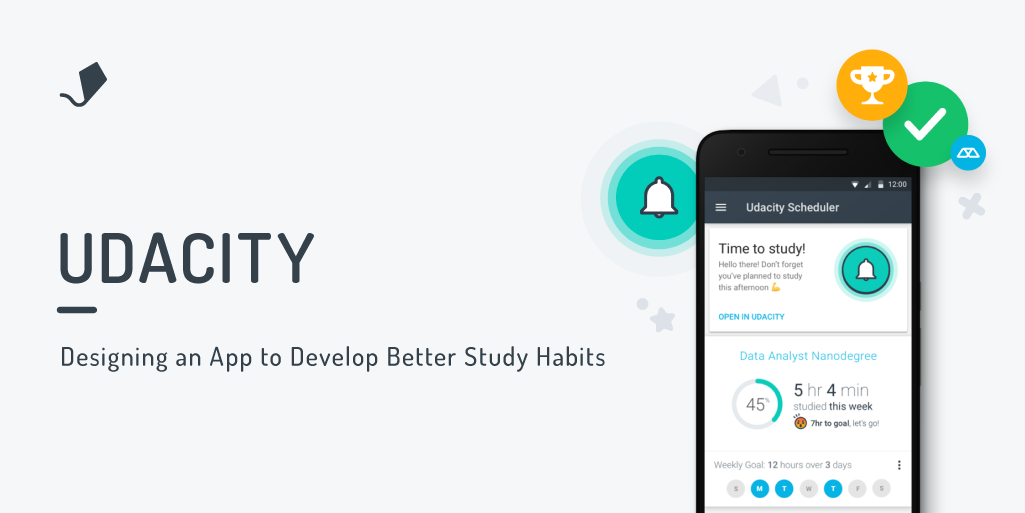 UDACITY
Designing an App to Develop Better Study Habits
12:00
Udacity Scheduler
Time to study!
Hello there! Don't forget
you've planned to study
this afternoon 💪
OPEN IN UDACITY
Data Analyst Nanodegree
45%
5 hr 4 min
studied this week
7hr to goal, let's go!
Weekly Goal: 12 hours over 3 days
S M T W T F S